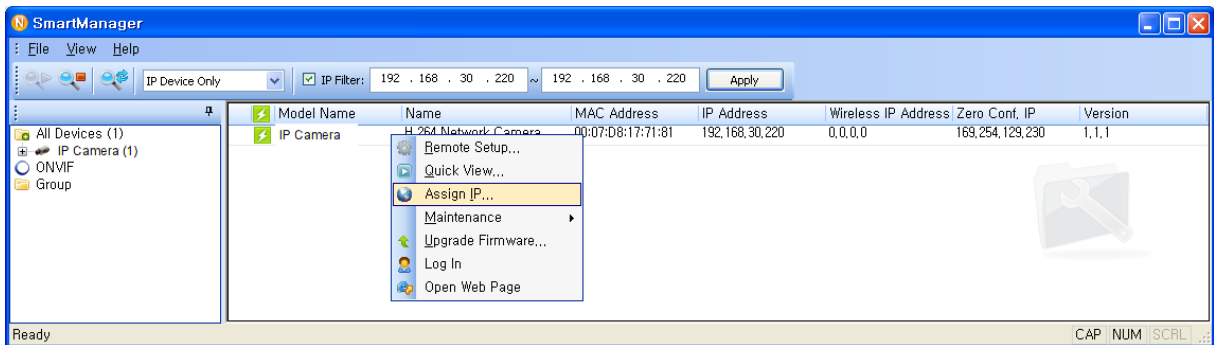 SmartManager
File View Help
IP Device Only IP Filter: 192 . 168 . 30 . 220 ~ 192 . 168 . 30 . 220 Apply
Model Name Name MAC Address IP Address Wireless IP Address Zero Conf, IP Version
All Devices (1)
IP Camera H.264 Network Camera 00:07:D8:17:71:81 192,168,30,220 0,0,0,0 169,254,129,230 1,1,1
IP Camera (1)
ONVIF
Group
Remote Setup,,,
Quick View,,,
Assign IP,,,
Maintenance
Upgrade Firmware,,,
Log In
Open Web Page
Ready CAP NUM SCRL